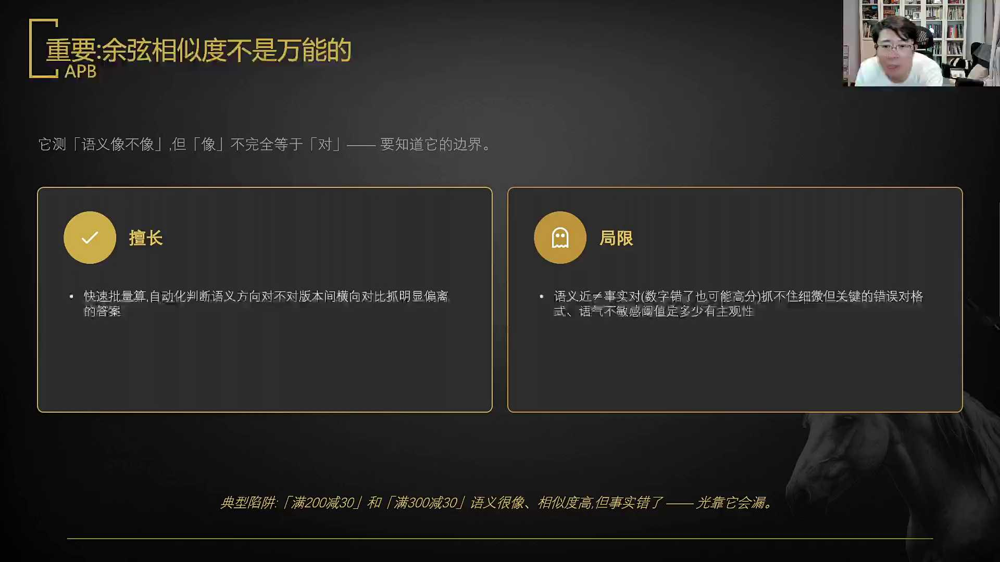 重要:余弦相似度不是万能的
APB
它测「语义像不像」,但「像」不完全等于「对」—— 要知道它的边界。
擅长
• 快速批量算,自动化判断语义方向对不对版本间横向对比抓明显偏离
的答案
局限
• 语义近≠事实对(数字错了也可能高分)抓不住细微但关键的错误对格
式、语气不敏感阈值定多少有主观性
典型陷阱:「满200减30」和「满300减30」语义很像、相似度高,但事实错了 —— 光靠它会漏。